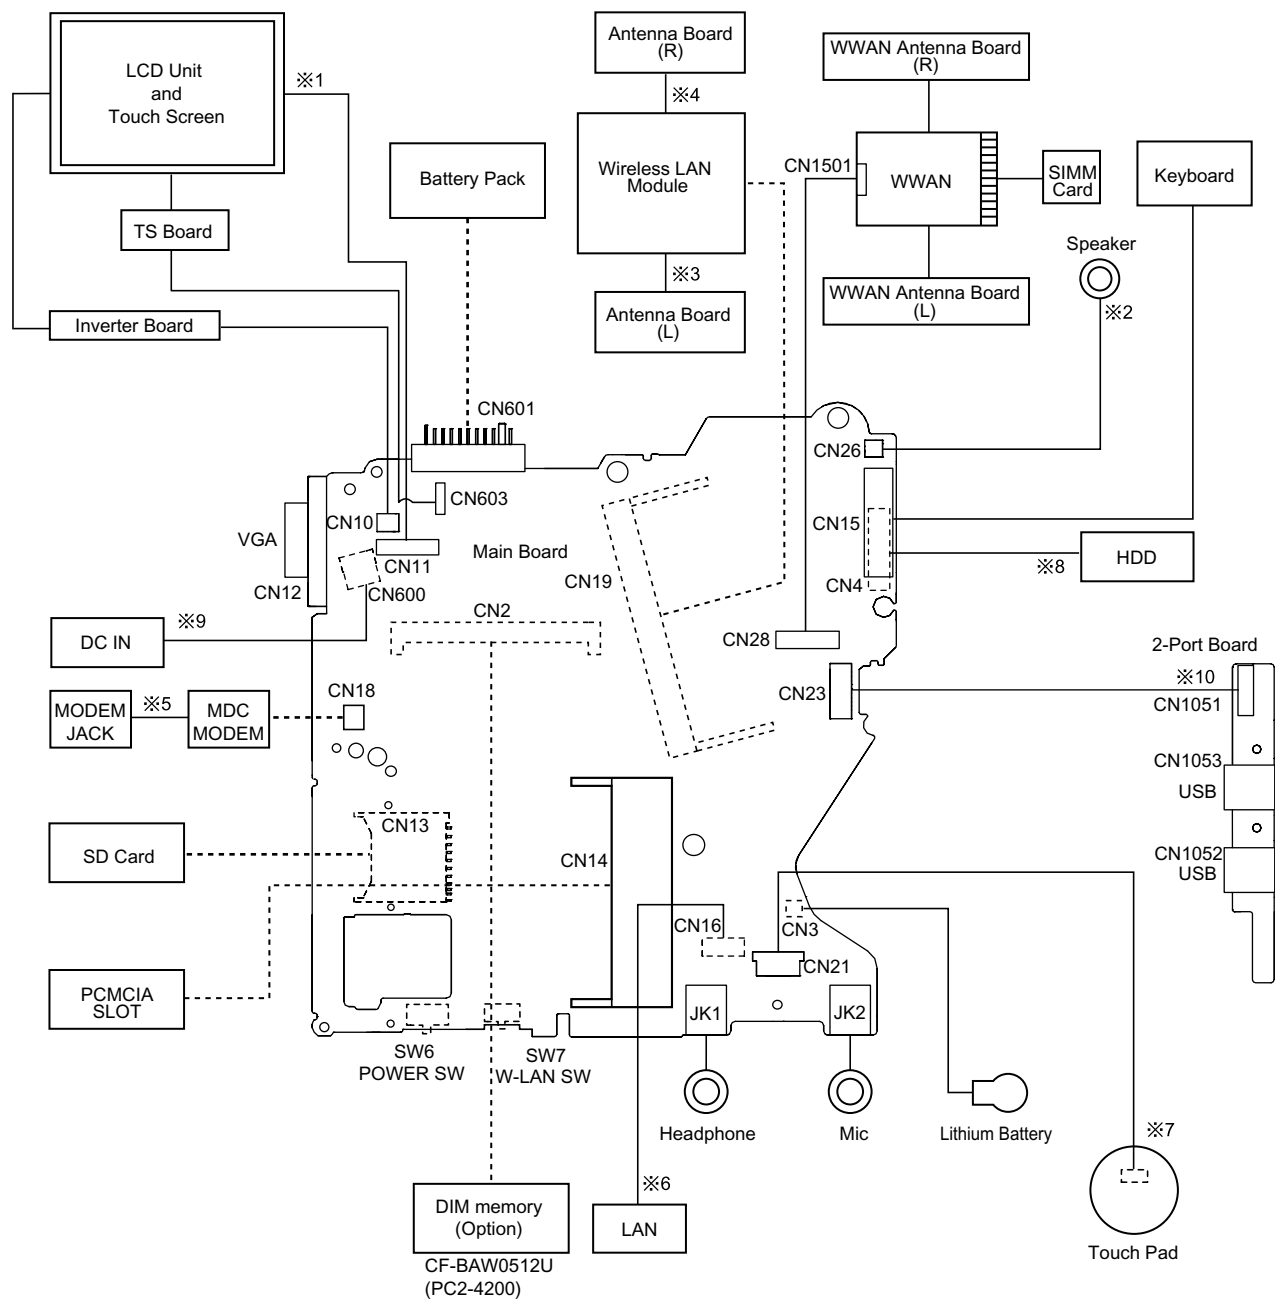 LCD Unit
and
Touch Screen
※1
TS Board
Inverter Board
Battery Pack
Antenna Board
(R)
※4
Wireless LAN
Module
※3
Antenna Board
(L)
WWAN Antenna Board
(R)
CN1501
WWAN
SIMM
Card
Keyboard
WWAN Antenna Board
(L)
Speaker
※2
CN601
CN603
CN10
VGA
CN11
CN12
CN600
Main Board
CN19
CN26
CN15
CN4
※8
HDD
CN2
CN28
DC IN
※9
CN23
2-Port Board
※10
CN1051
CN1053
USB
CN1052
USB
MODEM
JACK
※5
MDC
MODEM
CN18
SD Card
CN13
CN14
PCMCIA
SLOT
CN16
CN3
CN21
JK1
JK2
SW6
POWER SW
SW7
W-LAN SW
Headphone
Mic
Lithium Battery
※7
Touch Pad
DIM memory
(Option)
CF-BAW0512U
(PC2-4200)
※6
LAN